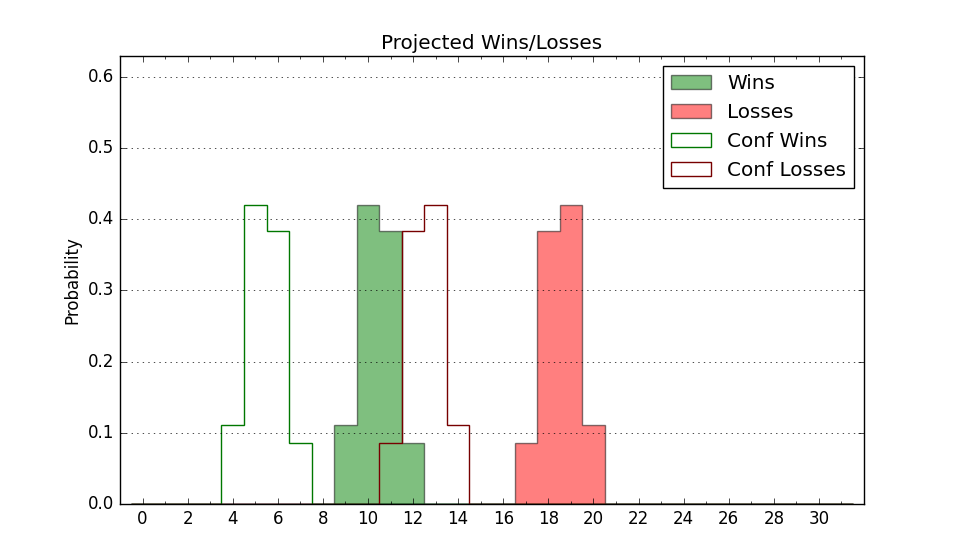 Projected Wins/Losses
Probability
0.6
0.5
0.4
0.3
0.2
0.1
0.0
Wins
Losses
Conf Wins
Conf Losses
0 2 4 6 8 10 12 14 16 18 20 22 24 26 28 30